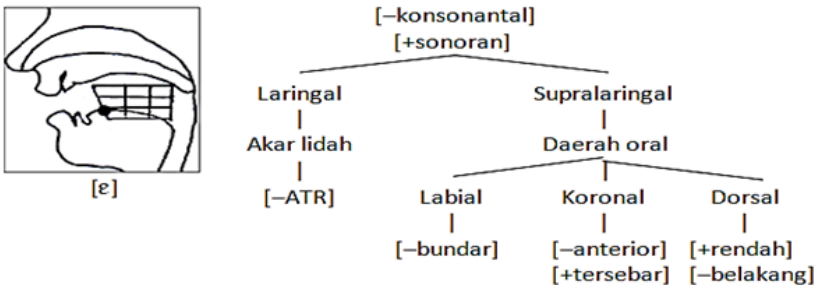 [–konsonantal]
[+sonoran]
Laringal Supralaringal
Akar lidah Daerah oral
[ɛ] [–ATR] Labial Koronal Dorsal
[–bundar] [–anterior] [+rendah]
[+tersebar] [–belakang]